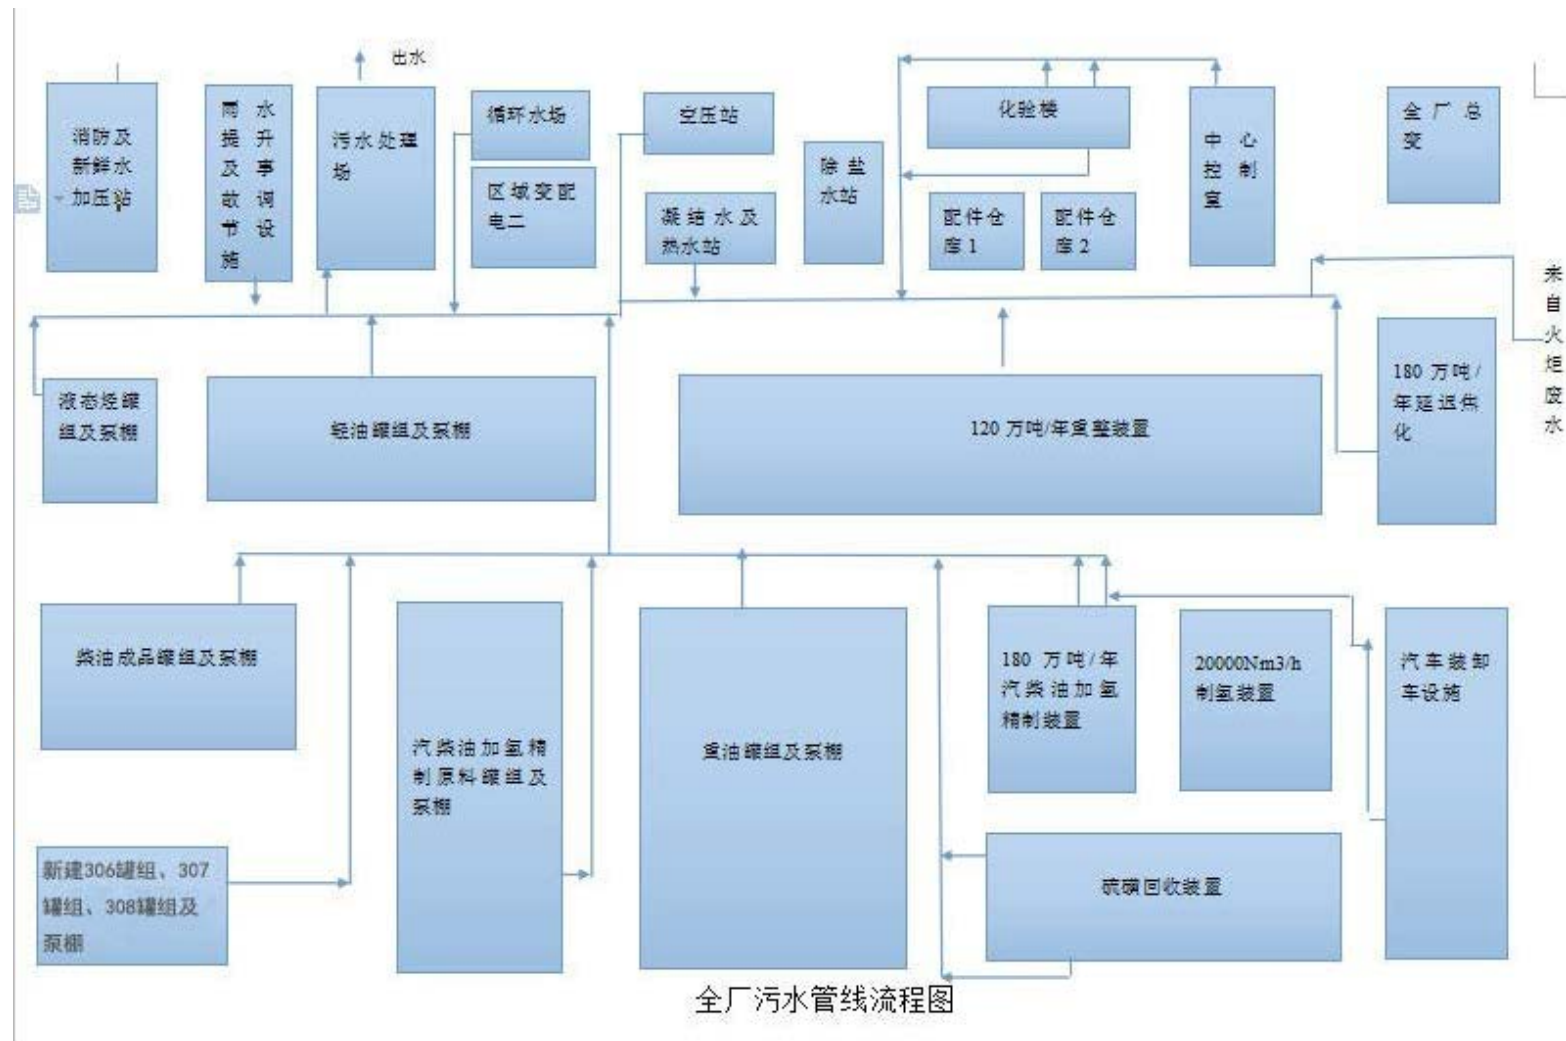 出水
消防及
新鲜水
加压站
雨水
提升
及事
故调
节设
施
污水处理
场
循环水场
区域变配
电二
空压站
凝结水及
热水站
除盐
水站
化验楼
配件仓
库1
配件仓
库2
中心
控制
室
全厂总
变
来
自
火
炬
废
水
液态烃罐
组及泵棚
轻油罐组及泵棚
120万吨/年重整装置
180万吨/
年延迟焦
化
柴油成品罐组及泵棚
汽柴油加氢精
制原料罐组及
泵棚
重油罐组及泵棚
180万吨/年
汽柴油加氢
精制装置
20000Nm3/h
制氢装置
汽车装卸
车设施
新建306罐组、307
罐组、308罐组及
泵棚
硫磺回收装置
全厂污水管线流程图